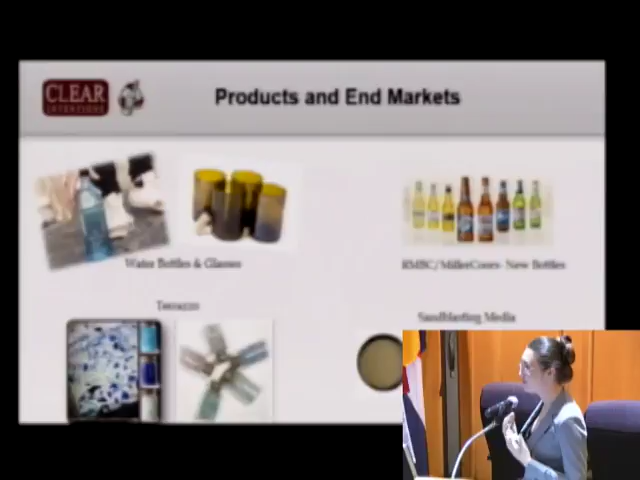 CLEAR
INTENTIONS
Products and End Markets
Water Bottles & Glasses
RMBC/MillerCoors- New Bottles
Terrazzo
Sandblasting Media